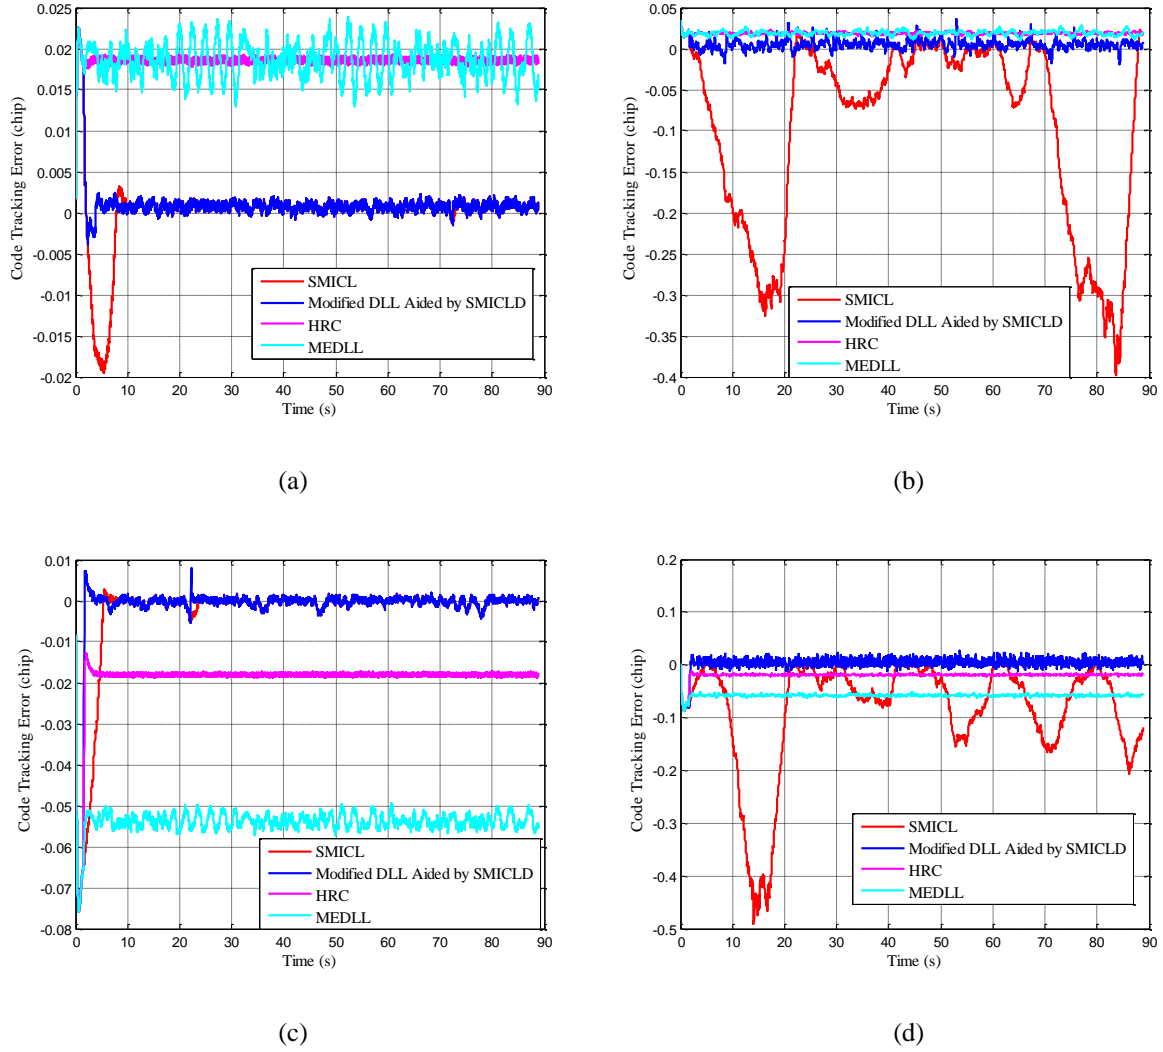 0.025
0.02
0.015
0.01
0.005
0
-0.005
-0.01
-0.015
-0.02
Code Tracking Error (chip)
0 10 20 30 40 50 60 70 80 90
Time (s)
SMICL
Modified DLL Aided by SMICLD
HRC
MEDLL
(a)
0.05
0
-0.05
-0.1
-0.15
-0.2
-0.25
-0.3
-0.35
-0.4
Code Tracking Error (chip)
0 10 20 30 40 50 60 70 80 90
Time (s)
SMICL
Modified DLL Aided by SMICLD
HRC
MEDLL
(b)
0.01
0
-0.01
-0.02
-0.03
-0.04
-0.05
-0.06
-0.07
-0.08
Code Tracking Error (chip)
0 10 20 30 40 50 60 70 80 90
Time (s)
SMICL
Modified DLL Aided by SMICLD
HRC
MEDLL
(c)
0.2
0.1
0
-0.1
-0.2
-0.3
-0.4
-0.5
Code Tracking Error (chip)
0 10 20 30 40 50 60 70 80 90
Time (s)
SMICL
Modified DLL Aided by SMICLD
HRC
MEDLL
(d)